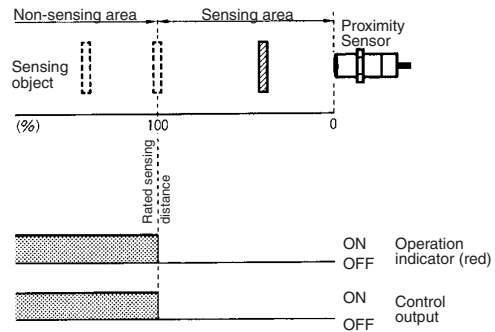 Non-sensing area
Sensing area
Proximity
Sensor
Sensing
object
(%)
100
0
Rated sensing
distance
ON
OFF
Operation
indicator (red)
ON
OFF
Control
output